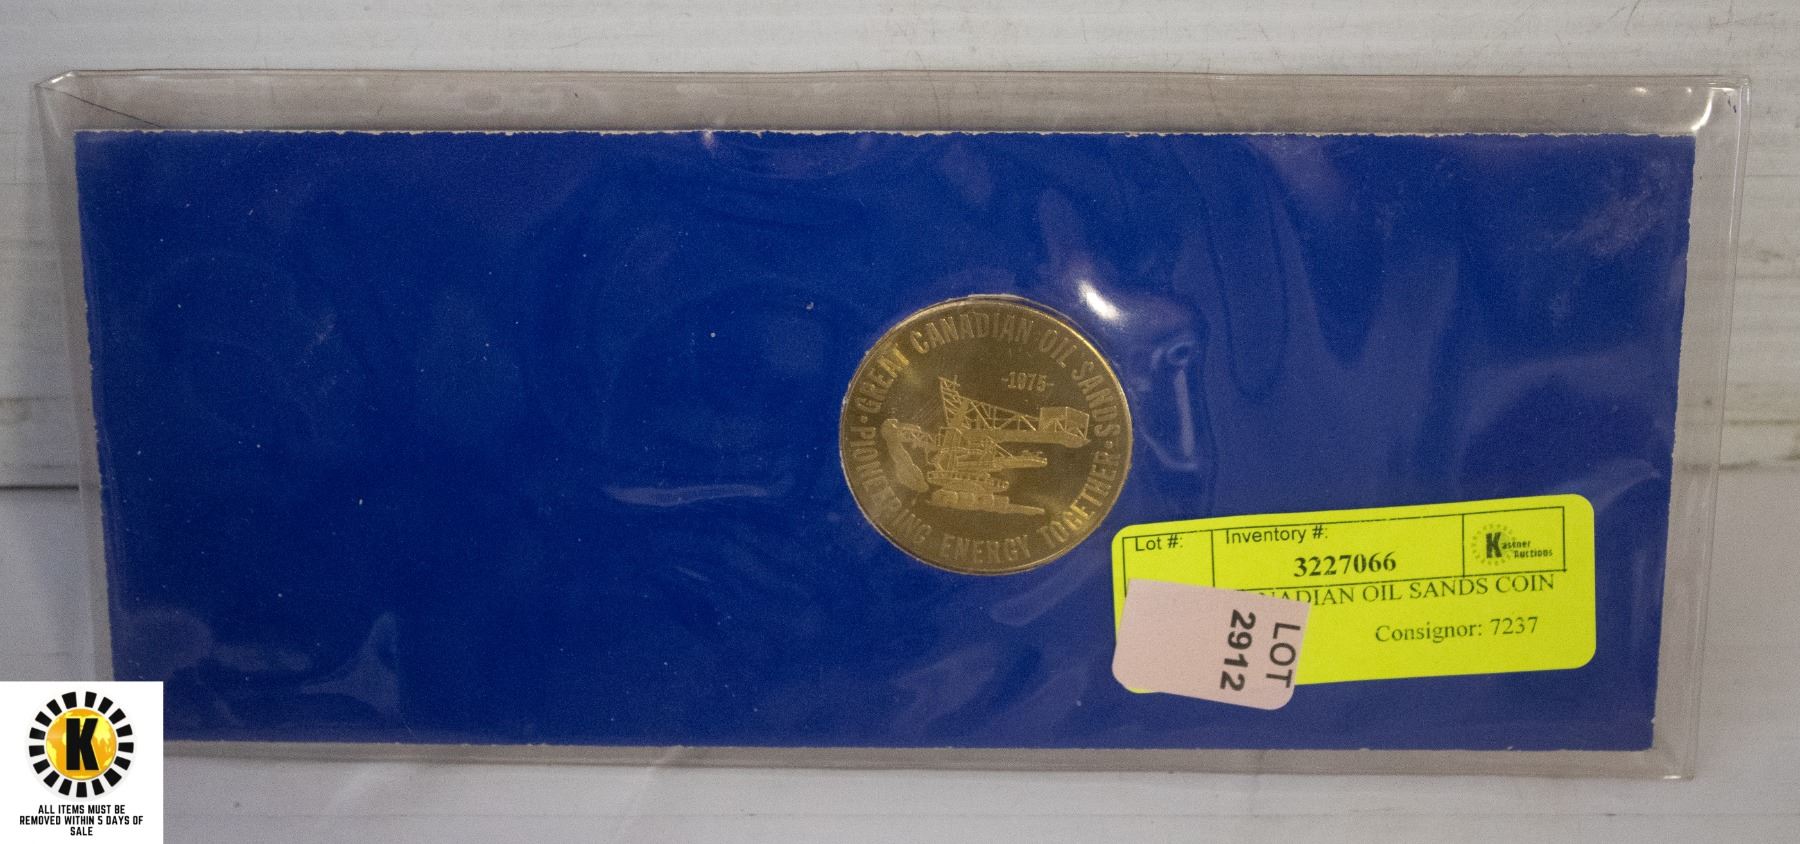 GREAT CANADIAN OIL SANDS
-1975-
PIONEERING ENERGY TOGETHER
Lot #:
Inventory #:
3227066
Kastner
Auctions
CANADIAN OIL SANDS COIN
Consignor: 7237
LOT
2912
K
ALL ITEMS MUST BE
REMOVED WITHIN 5 DAYS OF
SALE